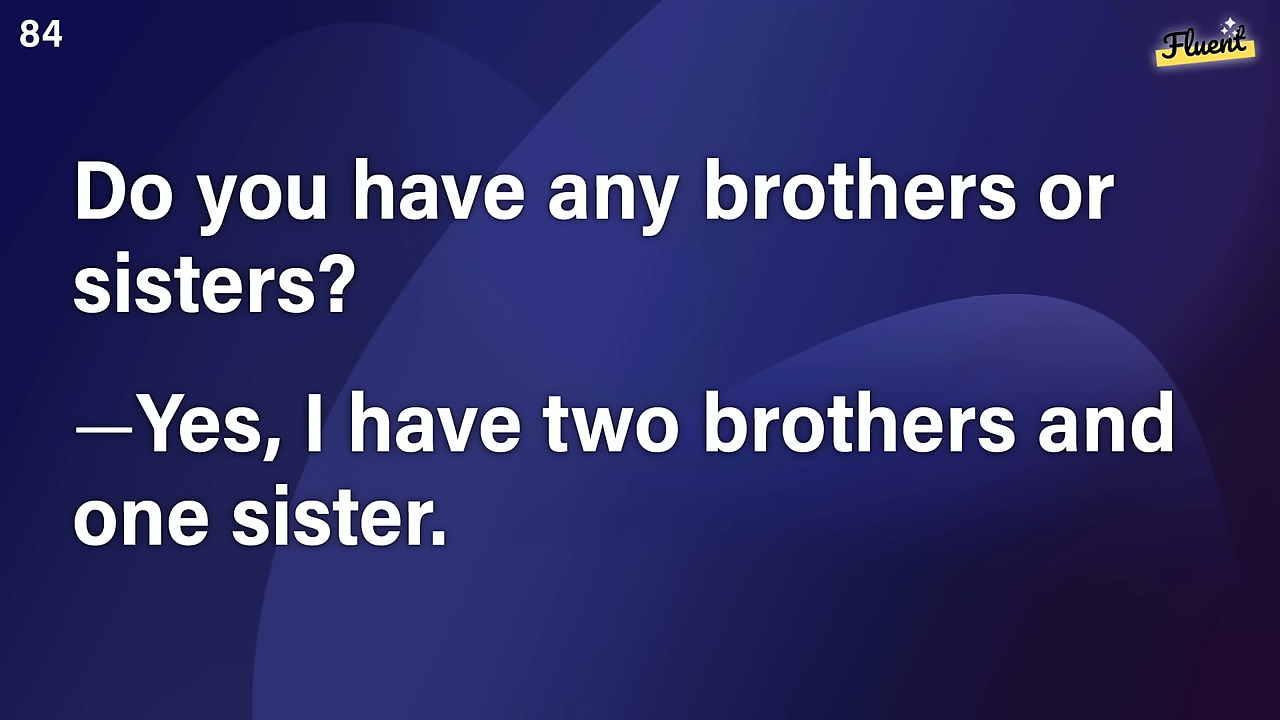 84
Fluent
Do you have any brothers or
sisters?
—Yes, I have two brothers and
one sister.